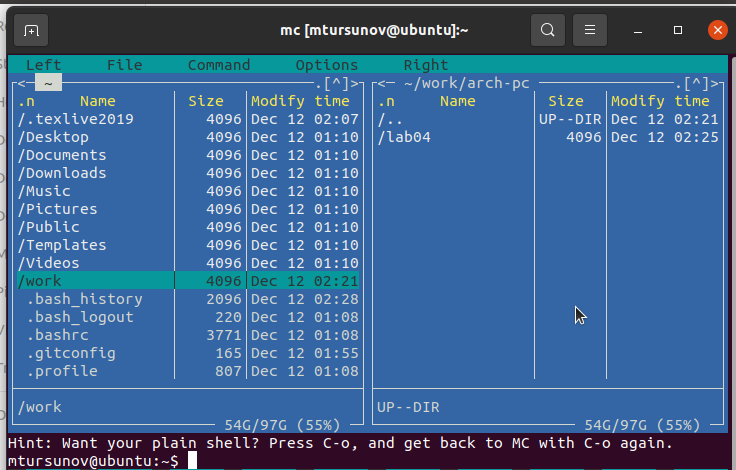 mc [mtursunov@ubuntu]:~
Left File Command Options Right
<─ ~ .[^]> <─ ~/work/arch-pc .[^]>
.n Name Size Modify time .n Name Size Modify time
/.texlive2019 4096 Dec 12 02:07 /.. UP--DIR Dec 12 02:21
/Desktop 4096 Dec 12 01:10 /lab04 4096 Dec 12 02:25
/Documents 4096 Dec 12 01:10
/Downloads 4096 Dec 12 01:10
/Music 4096 Dec 12 01:10
/Pictures 4096 Dec 12 01:10
/Public 4096 Dec 12 01:10
/Templates 4096 Dec 12 01:10
/Videos 4096 Dec 12 01:10
/work 4096 Dec 12 02:21
.bash_history 2096 Dec 12 02:28
.bash_logout 220 Dec 12 01:08
.bashrc 3771 Dec 12 01:08
.gitconfig 165 Dec 12 01:55
.profile 807 Dec 12 01:08
/work UP--DIR
54G/97G (55%) 54G/97G (55%)
Hint: Want your plain shell? Press C-o, and get back to MC with C-o again.
mtursunov@ubuntu:~$